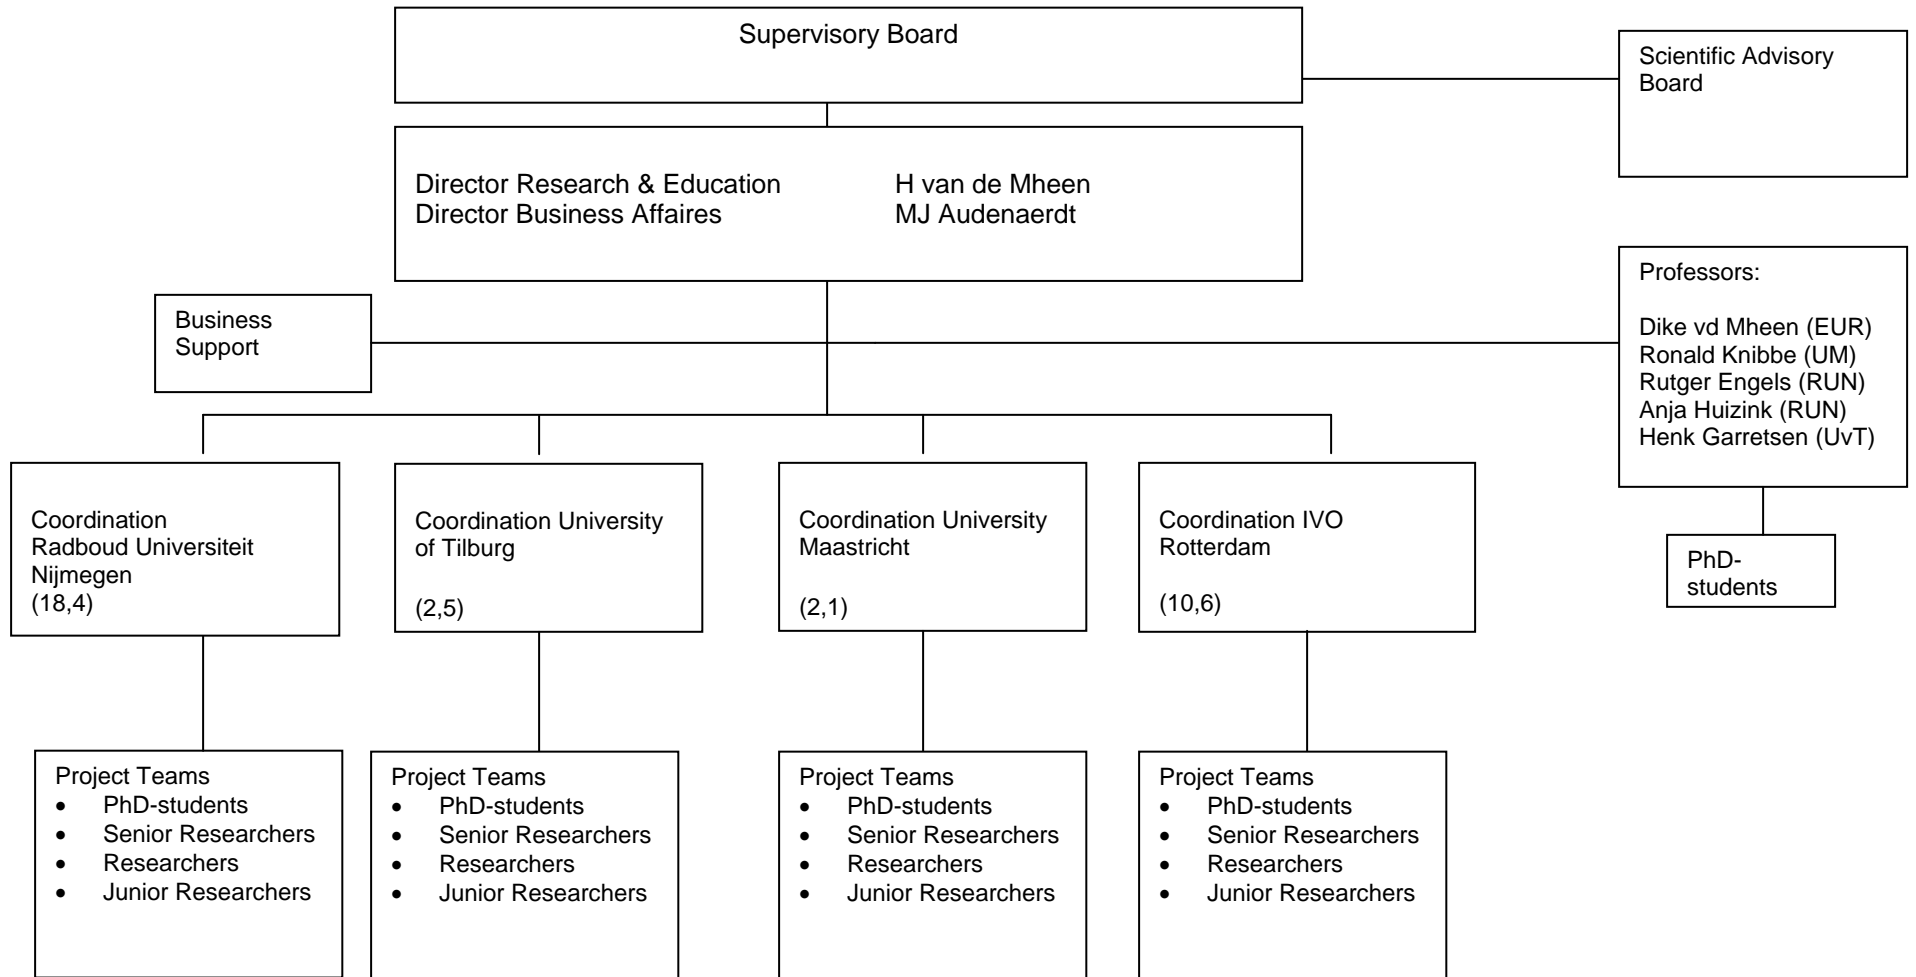 Supervisory Board
Scientific Advisory
Board
Director Research & Education H van de Mheen
Director Business Affaires MJ Audenaerdt
Business
Support
Professors:
Dike vd Mheen (EUR)
Ronald Knibbe (UM)
Rutger Engels (RUN)
Anja Huizink (RUN)
Henk Garretsen (UvT)
PhD-
students
Coordination
Radboud Universiteit
Nijmegen
(18,4)
Coordination University
of Tilburg
(2,5)
Coordination University
Maastricht
(2,1)
Coordination IVO
Rotterdam
(10,6)
Project Teams
• PhD-students
• Senior Researchers
• Researchers
• Junior Researchers
Project Teams
• PhD-students
• Senior Researchers
• Researchers
• Junior Researchers
Project Teams
• PhD-students
• Senior Researchers
• Researchers
• Junior Researchers
Project Teams
• PhD-students
• Senior Researchers
• Researchers
• Junior Researchers